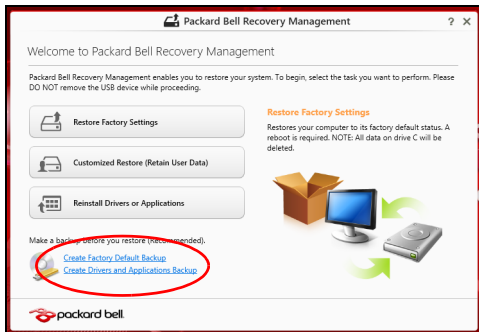 Packard Bell Recovery Management ? X
Welcome to Packard Bell Recovery Management
Packard Bell Recovery Management enables you to restore your system. To begin, select the task you want to perform. Please
DO NOT remove the USB device while proceeding.
Restore Factory Settings
Customized Restore (Retain User Data)
Reinstall Drivers or Applications
Restore Factory Settings
Restores your computer to its factory default status. A
reboot is required. NOTE: All data on drive C will be
deleted.
Make a backup before you restore (Recommended).
Create Factory Default Backup
Create Drivers and Applications Backup
packard bell